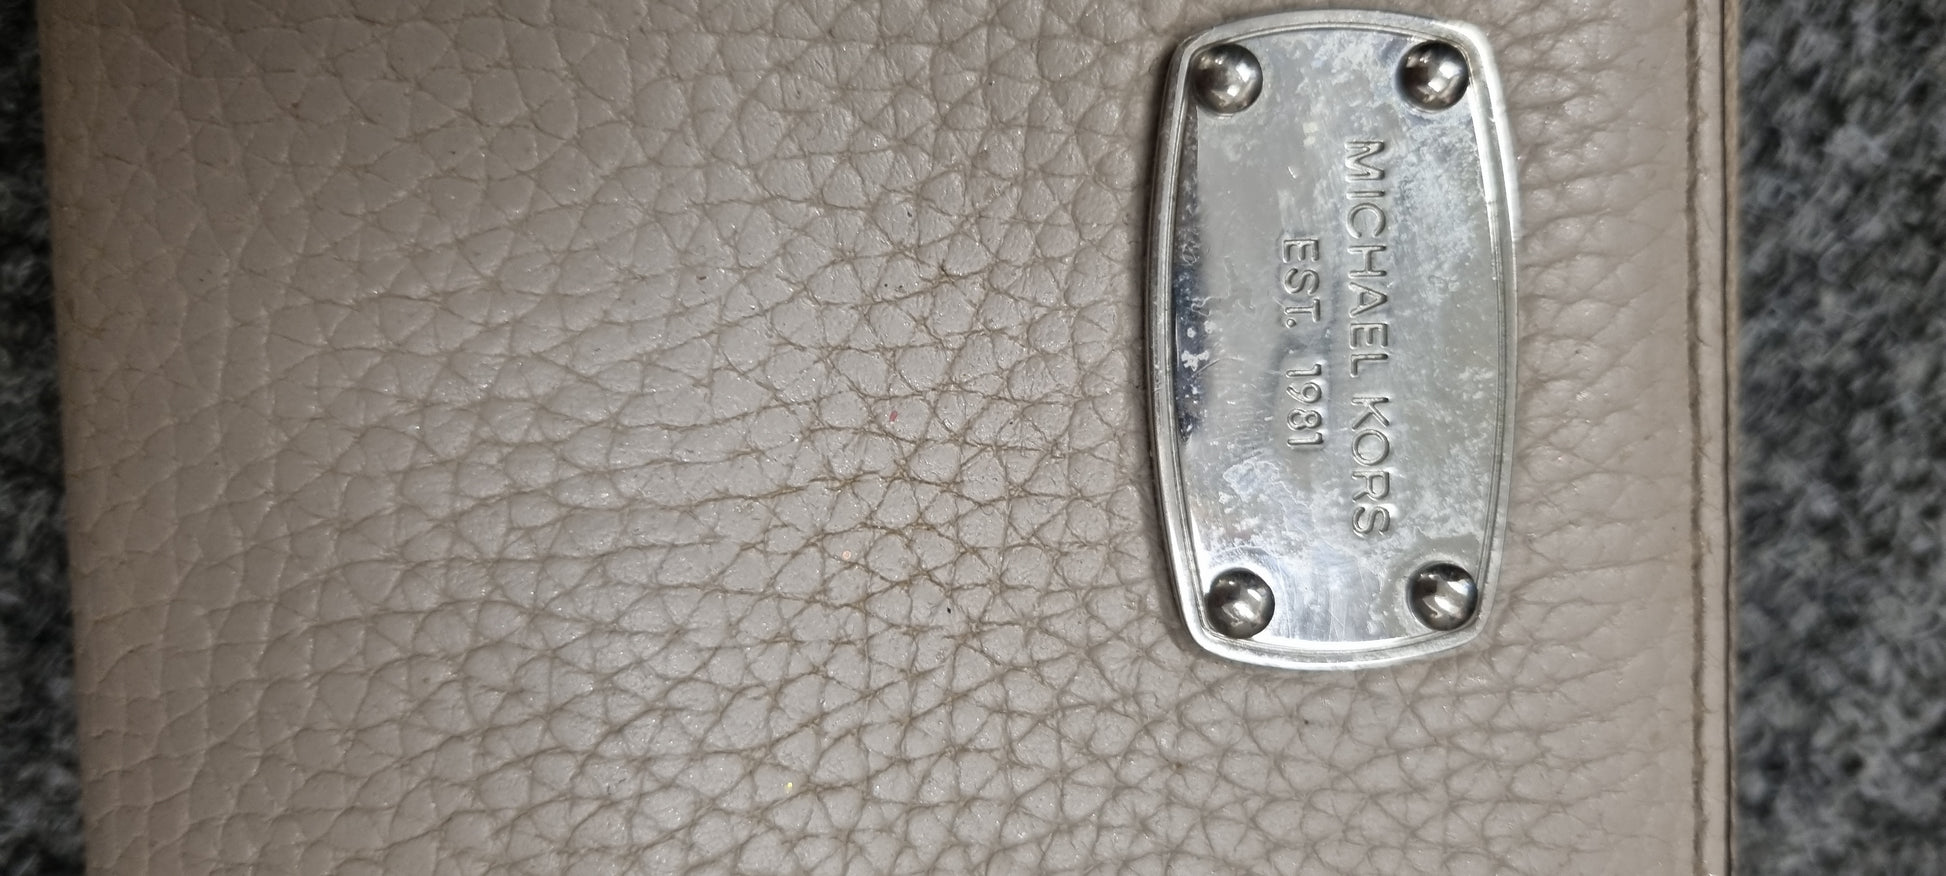 MICHAEL KORS
EST. 1981